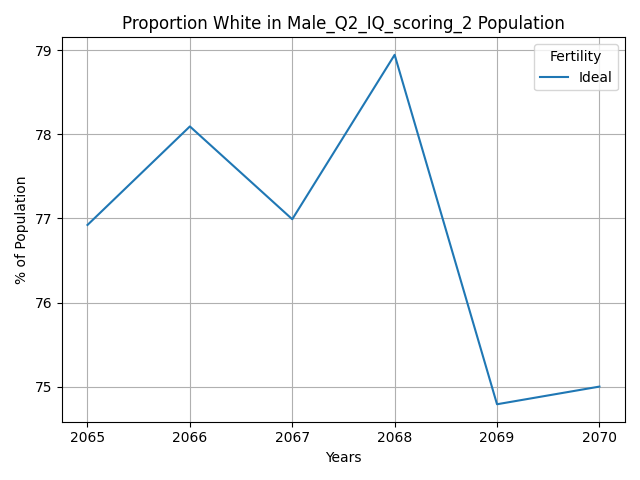 Proportion White in Male_Q2_IQ_scoring_2 Population
Fertility
Ideal
79
78
77
76
75
% of Population
2065 2066 2067 2068 2069 2070
Years